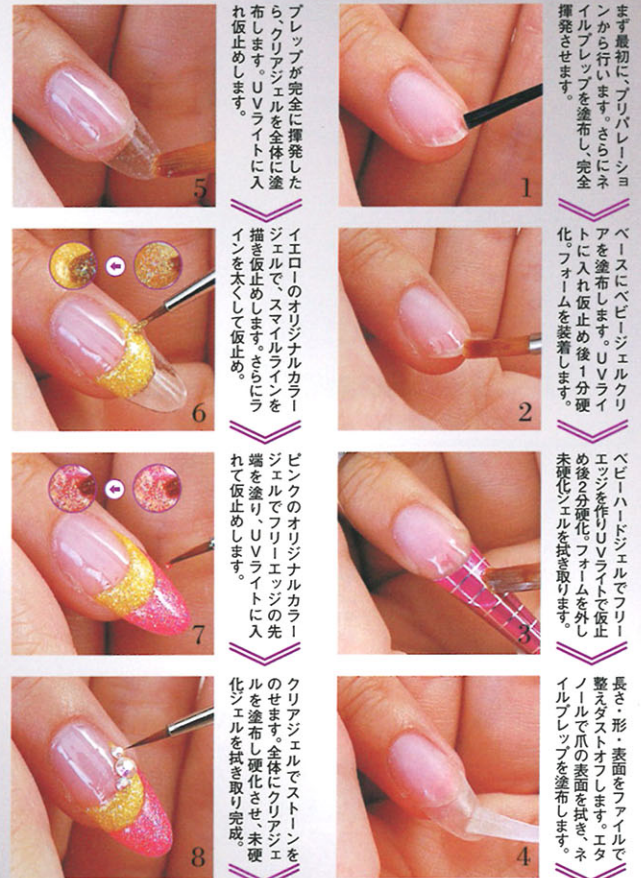 まず最初に、プリパレーショ
ンから行います。さらにネ
イルプレップを塗布し、完全
揮発させます。
1
ベースにベビージェルクリ
アを塗布します。UVライ
トに入れ仮止め後1分硬
化。フォームを装着します。
2
ベビーハードジェルでフリー
エッジを作りUVライトで仮止
め後2分硬化。フォームを外し
未硬化ジェルを拭き取ります。
3
長さ・形・表面をファイルで
整えダストオフします。エタ
ノールで爪の表面を拭き、ネ
イルプレップを塗布します。
4
プレップが完全に揮発した
ら、クリアジェルを全体に塗
布します。UVライトに入
れ仮止めします。
5
イエローのオリジナルカラー
ジェルで、スマイルラインを
描き仮止めします。さらにラ
インを太くして仮止め。
6
ピンクのオリジナルカラー
ジェルでフリーエッジの先
端を塗り、UVライトに入
れて仮止めします。
7
クリアジェルでストーンを
のせます。全体にクリアジェ
ルを塗布し硬化させ、未硬
化ジェルを拭き取り完成。
8